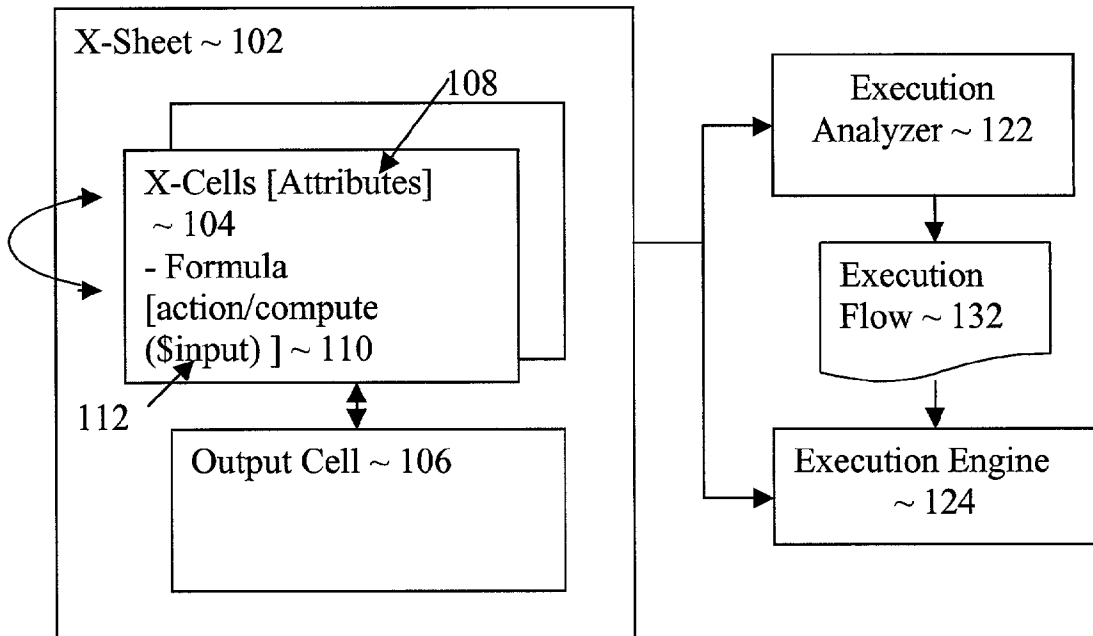 X-Sheet ~ 102
108
X-Cells [Attributes]
~ 104
- Formula
[action/compute
($input) ] ~ 110
112
Output Cell ~ 106
Execution
Analyzer ~ 122
Execution
Flow ~ 132
Execution Engine
~ 124